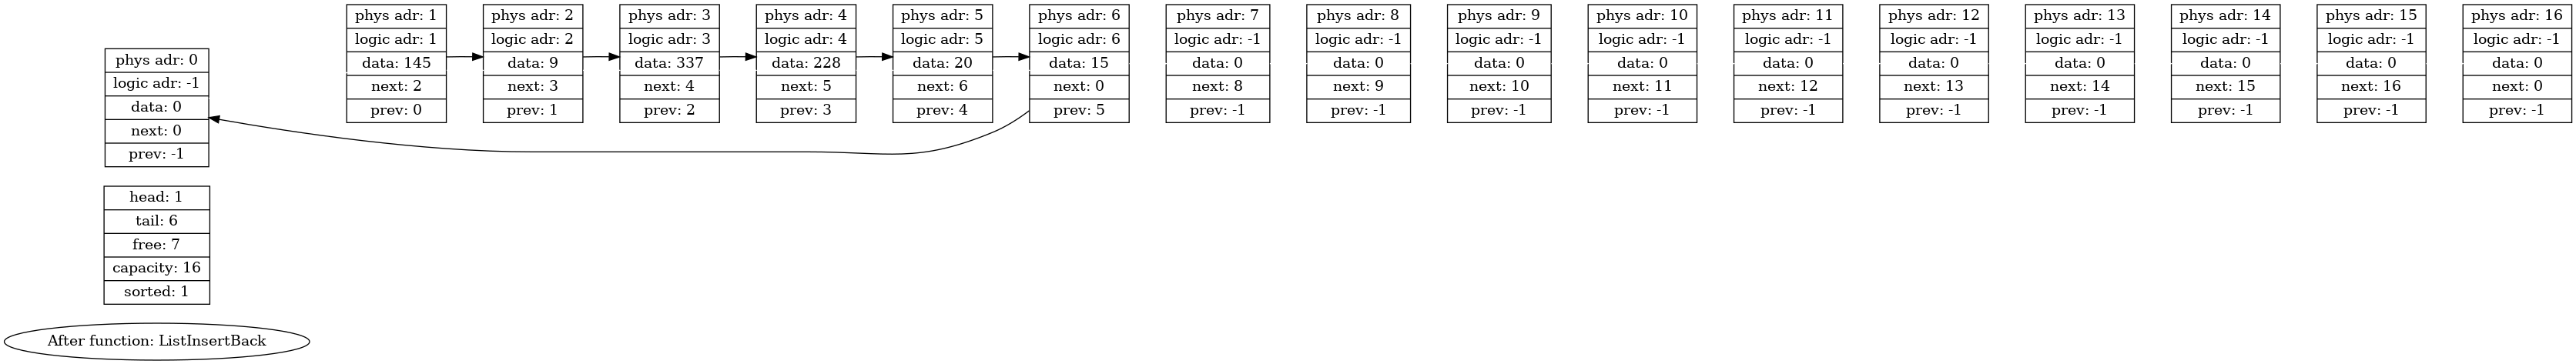 phys adr: 0
logic adr: -1
data: 0
next: 0
prev: -1
head: 1
tail: 6
free: 7
capacity: 16
sorted: 1
After function: ListInsertBack
phys adr: 1
logic adr: 1
data: 145
next: 2
prev: 0
phys adr: 2
logic adr: 2
data: 9
next: 3
prev: 1
phys adr: 3
logic adr: 3
data: 337
next: 4
prev: 2
phys adr: 4
logic adr: 4
data: 228
next: 5
prev: 3
phys adr: 5
logic adr: 5
data: 20
next: 6
prev: 4
phys adr: 6
logic adr: 6
data: 15
next: 0
prev: 5
phys adr: 7
logic adr: -1
data: 0
next: 8
prev: -1
phys adr: 8
logic adr: -1
data: 0
next: 9
prev: -1
phys adr: 9
logic adr: -1
data: 0
next: 10
prev: -1
phys adr: 10
logic adr: -1
data: 0
next: 11
prev: -1
phys adr: 11
logic adr: -1
data: 0
next: 12
prev: -1
phys adr: 12
logic adr: -1
data: 0
next: 13
prev: -1
phys adr: 13
logic adr: -1
data: 0
next: 14
prev: -1
phys adr: 14
logic adr: -1
data: 0
next: 15
prev: -1
phys adr: 15
logic adr: -1
data: 0
next: 16
prev: -1
phys adr: 16
logic adr: -1
data: 0
next: 0
prev: -1